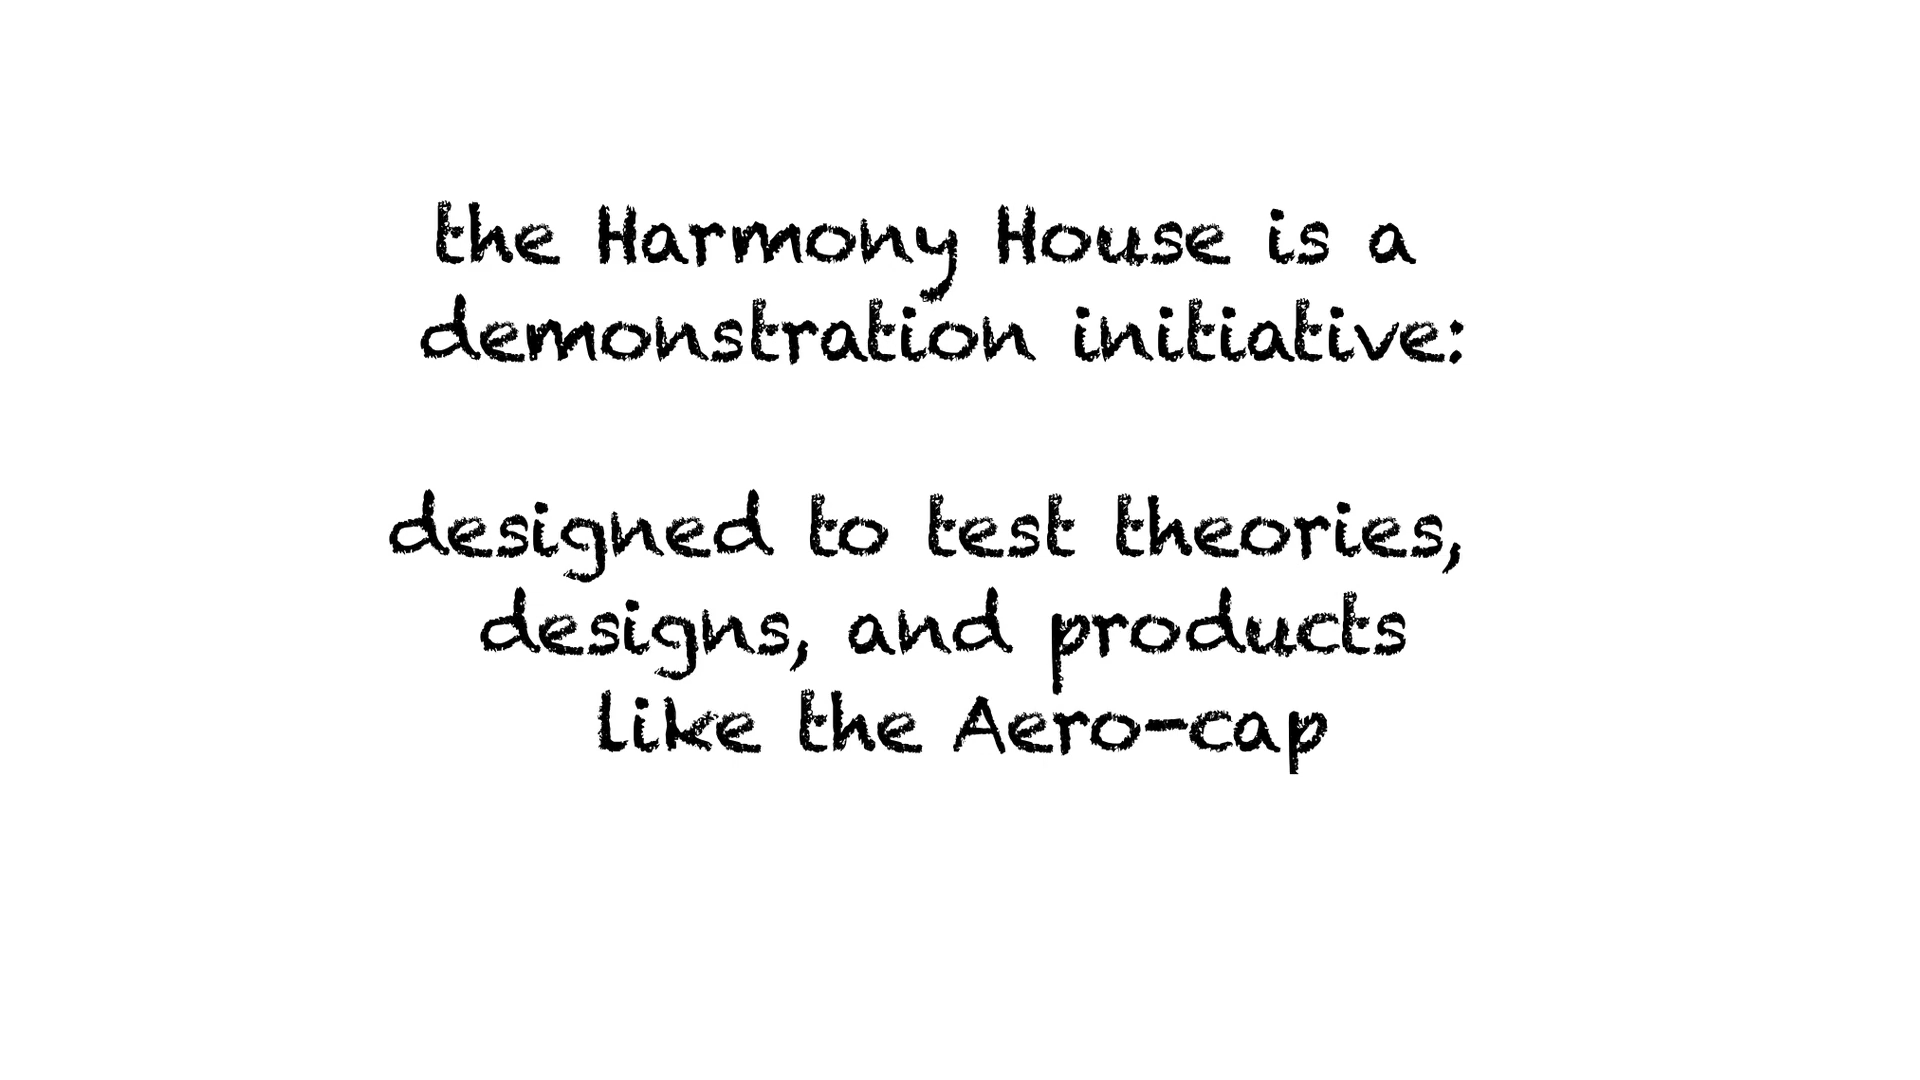 the Harmony House is a
demonstration initiative:
designed to test theories,
designs, and products
like the Aero-cap